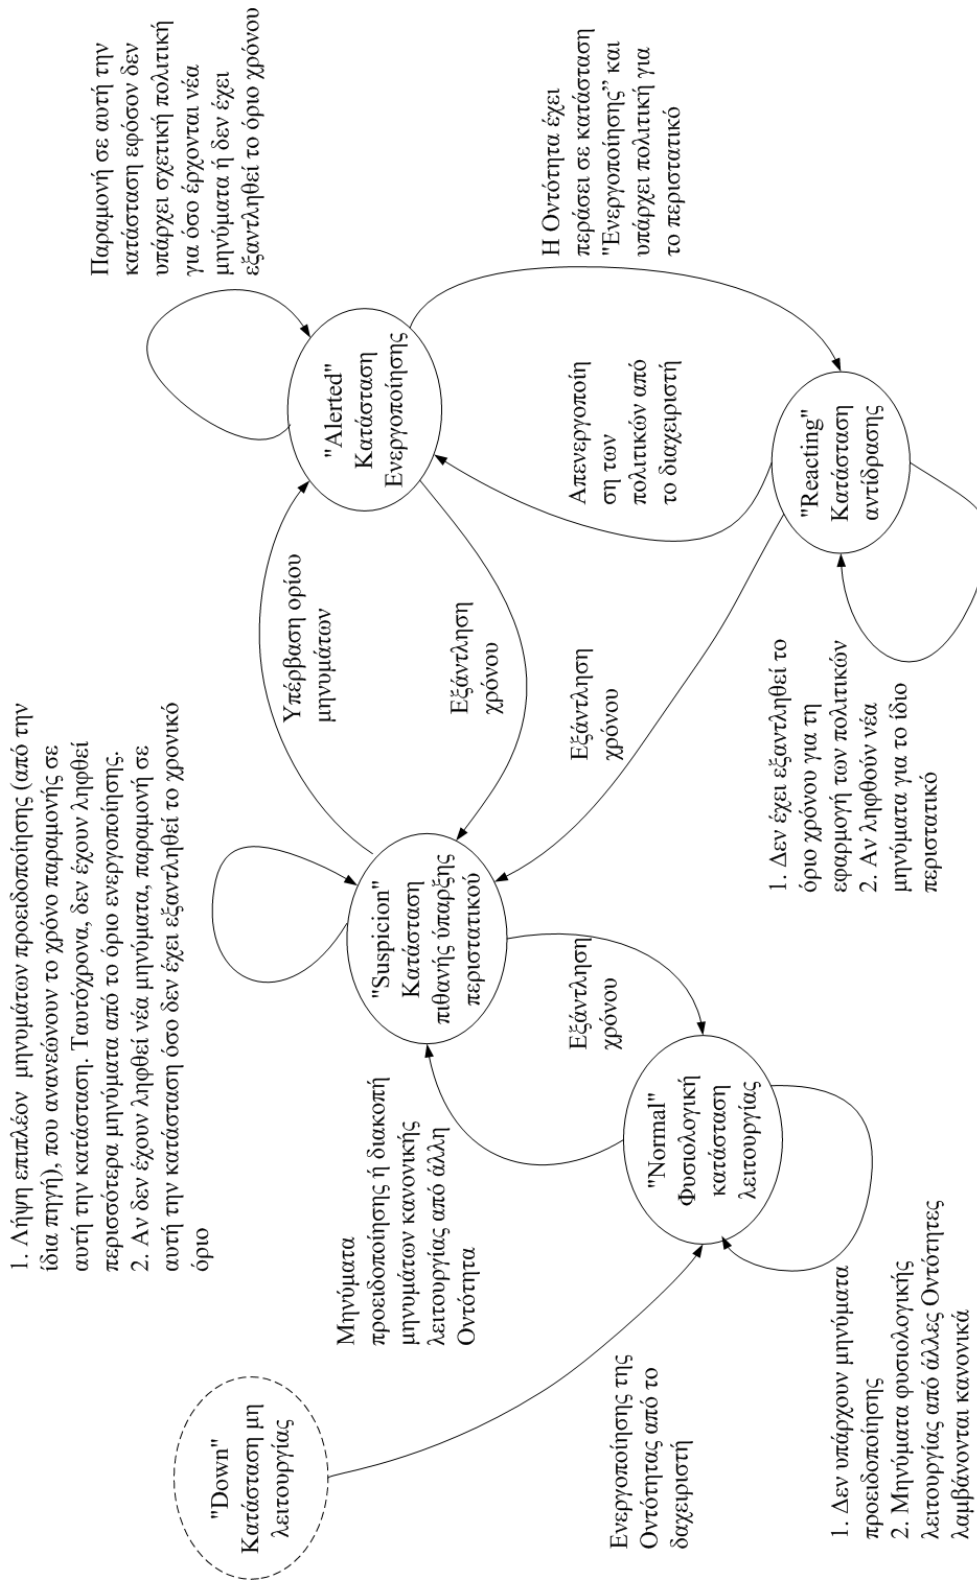 1. Λήψη επιπλέον μηνυμάτων προειδοποίησης (από την
ίδια πηγή), που ανανεώνουν το χρόνο παραμονής σε
αυτή την κατάσταση. Ταυτόχρονα, δεν έχουν ληφθεί
περισσότερα μηνύματα από το όριο ενεργοποίησης.
2. Αν δεν έχουν ληφθεί νέα μηνύματα, παραμονή σε
αυτή την κατάσταση όσο δεν έχει εξαντληθεί το χρονικό
όριο
Παραμονή σε αυτή την
κατάσταση εφόσον δεν
υπάρχει σχετική πολιτική
για όσο έρχονται νέα
μηνύματα ή δεν έχει
εξαντληθεί το όριο χρόνου
"Down"
Κατάσταση μη
λειτουργίας
Μηνύματα
προειδοποίησης ή διακοπή
μηνυμάτων κανονικής
λειτουργίας από άλλη
Οντότητα
"Suspicion"
Κατάσταση
πιθανής ύπαρξης
περιστατικού
Υπέρβαση ορίου
μηνυμάτων
Εξάντληση
χρόνου
"Alerted"
Κατάσταση
Ενεργοποίησης
Η Οντότητα έχει
περάσει σε κατάσταση
"Ενεργοποίησης" και
υπάρχει πολιτική για
το περιστατικό
Ενεργοποίησης της
Οντότητας από το
δαχειριστή
"Normal"
Φυσιολογική
κατάσταση
λειτουργίας
Εξάντληση
χρόνου
Εξάντληση
χρόνου
Απενεργοποίη
ση των
πολιτικών από
το διαχειριστή
"Reacting"
Κατάσταση
αντίδρασης
1. Δεν υπάρχουν μηνύματα
προειδοποίησης
2. Μηνύματα φυσιολογικής
λειτουργίας από άλλες Οντότητες
λαμβάνονται κανονικά
1. Δεν έχει εξαντληθεί το
όριο χρόνου για τη
εφαρμογή των πολιτικών
2. Αν ληφθούν νέα
μηνύματα για το ίδιο
περιστατικό